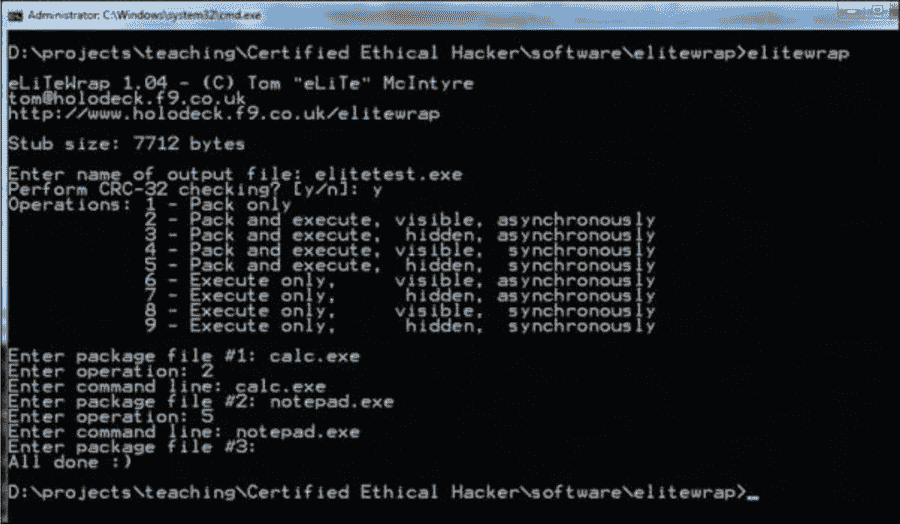 Administrator: C:\Windows\system32\cmd.exe
D:\projects\teaching\Certified Ethical Hacker\software\elitewrap>elitewrap
eLiTeWrap 1.04 - (C) Tom "eLiTe" McIntyre
tom@holodeck.f9.co.uk
http://www.holodeck.f9.co.uk/elitewrap
Stub size: 7712 bytes
Enter name of output file: elitetest.exe
Perform CRC-32 checking? [y/n]: y
Operations: 1 - Pack only
2 - Pack and execute, visible, asynchronously
3 - Pack and execute, hidden, asynchronously
4 - Pack and execute, visible, synchronously
5 - Pack and execute, hidden, synchronously
6 - Execute only, visible, asynchronously
7 - Execute only, hidden, asynchronously
8 - Execute only, visible, synchronously
9 - Execute only, hidden, synchronously
Enter package file #1: calc.exe
Enter operation: 2
Enter command line: calc.exe
Enter package file #2: notepad.exe
Enter operation: 5
Enter command line: notepad.exe
Enter package file #3:
All done :)
D:\projects\teaching\Certified Ethical Hacker\software\elitewrap>_